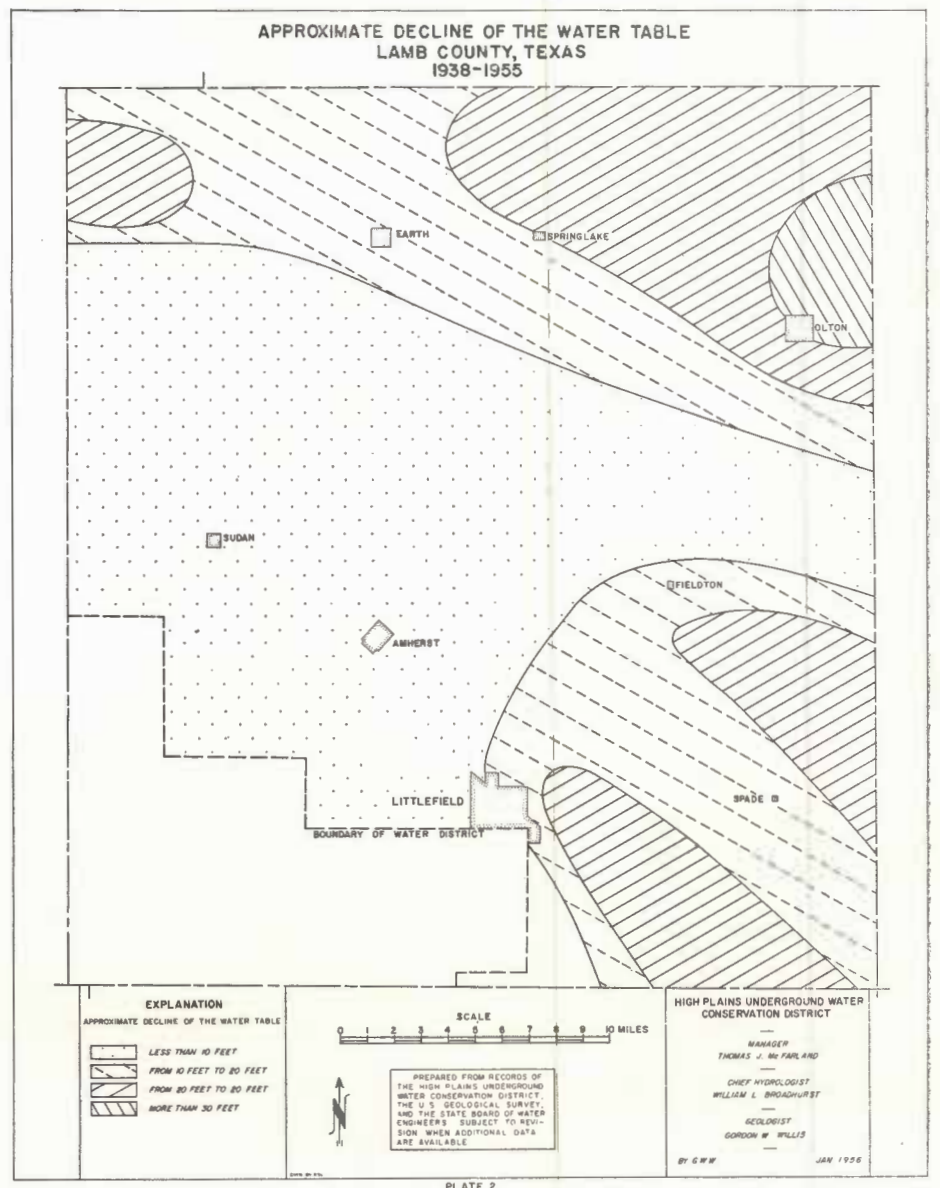 APPROXIMATE DECLINE OF THE WATER TABLE
LAMB COUNTY, TEXAS
1938-1955
EARTH
SPRINGLAKE
OLTON
SUDAN
FIELDTON
AMHERST
SPADE
LITTLEFIELD
BOUNDARY OF WATER DISTRICT
EXPLANATION
APPROXIMATE DECLINE OF THE WATER TABLE
LESS THAN 10 FEET
FROM 10 FEET TO 20 FEET
FROM 20 FEET TO 20 FEET
MORE THAN 30 FEET
SCALE
0 1 2 3 4 5 6 7 8 9 10 MILES
N
PREPARED FROM RECORDS OF
THE HIGH PLAINS UNDERGROUND
WATER CONSERVATION DISTRICT,
THE U S GEOLOGICAL SURVEY,
AND THE STATE BOARD OF WATER
ENGINEERS SUBJECT TO REVI-
SION WHEN ADDITIONAL DATA
ARE AVAILABLE
HIGH PLAINS UNDERGROUND WATER
CONSERVATION DISTRICT
MANAGER
THOMAS J. McFARLAND
CHIEF HYDROLOGIST
WILLIAM L BROADHURST
GEOLOGIST
GORDON W WILLIS
BY G W W JAN 1956
PLATE 2